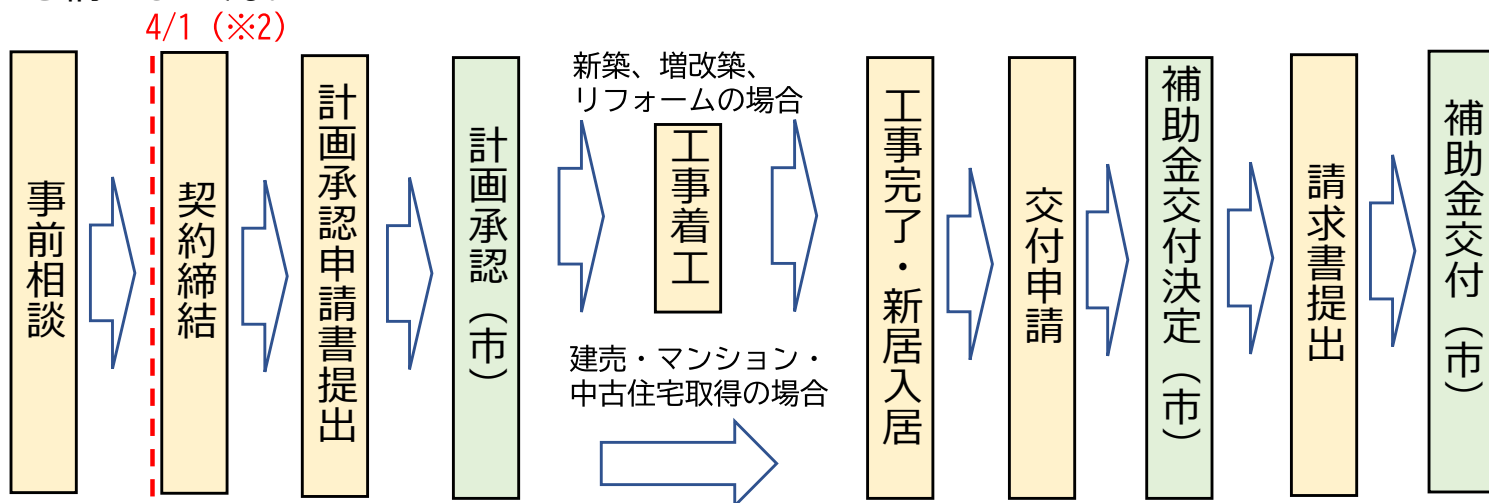 4/1（※2）
事前相談
契約締結
計画承認申請書提出
計画承認（市）
新築、増改築、
リフォームの場合
工事着工
建売・マンション・
中古住宅取得の場合
工事完了・新居入居
交付申請
補助金交付決定（市）
請求書提出
補助金交付（市）